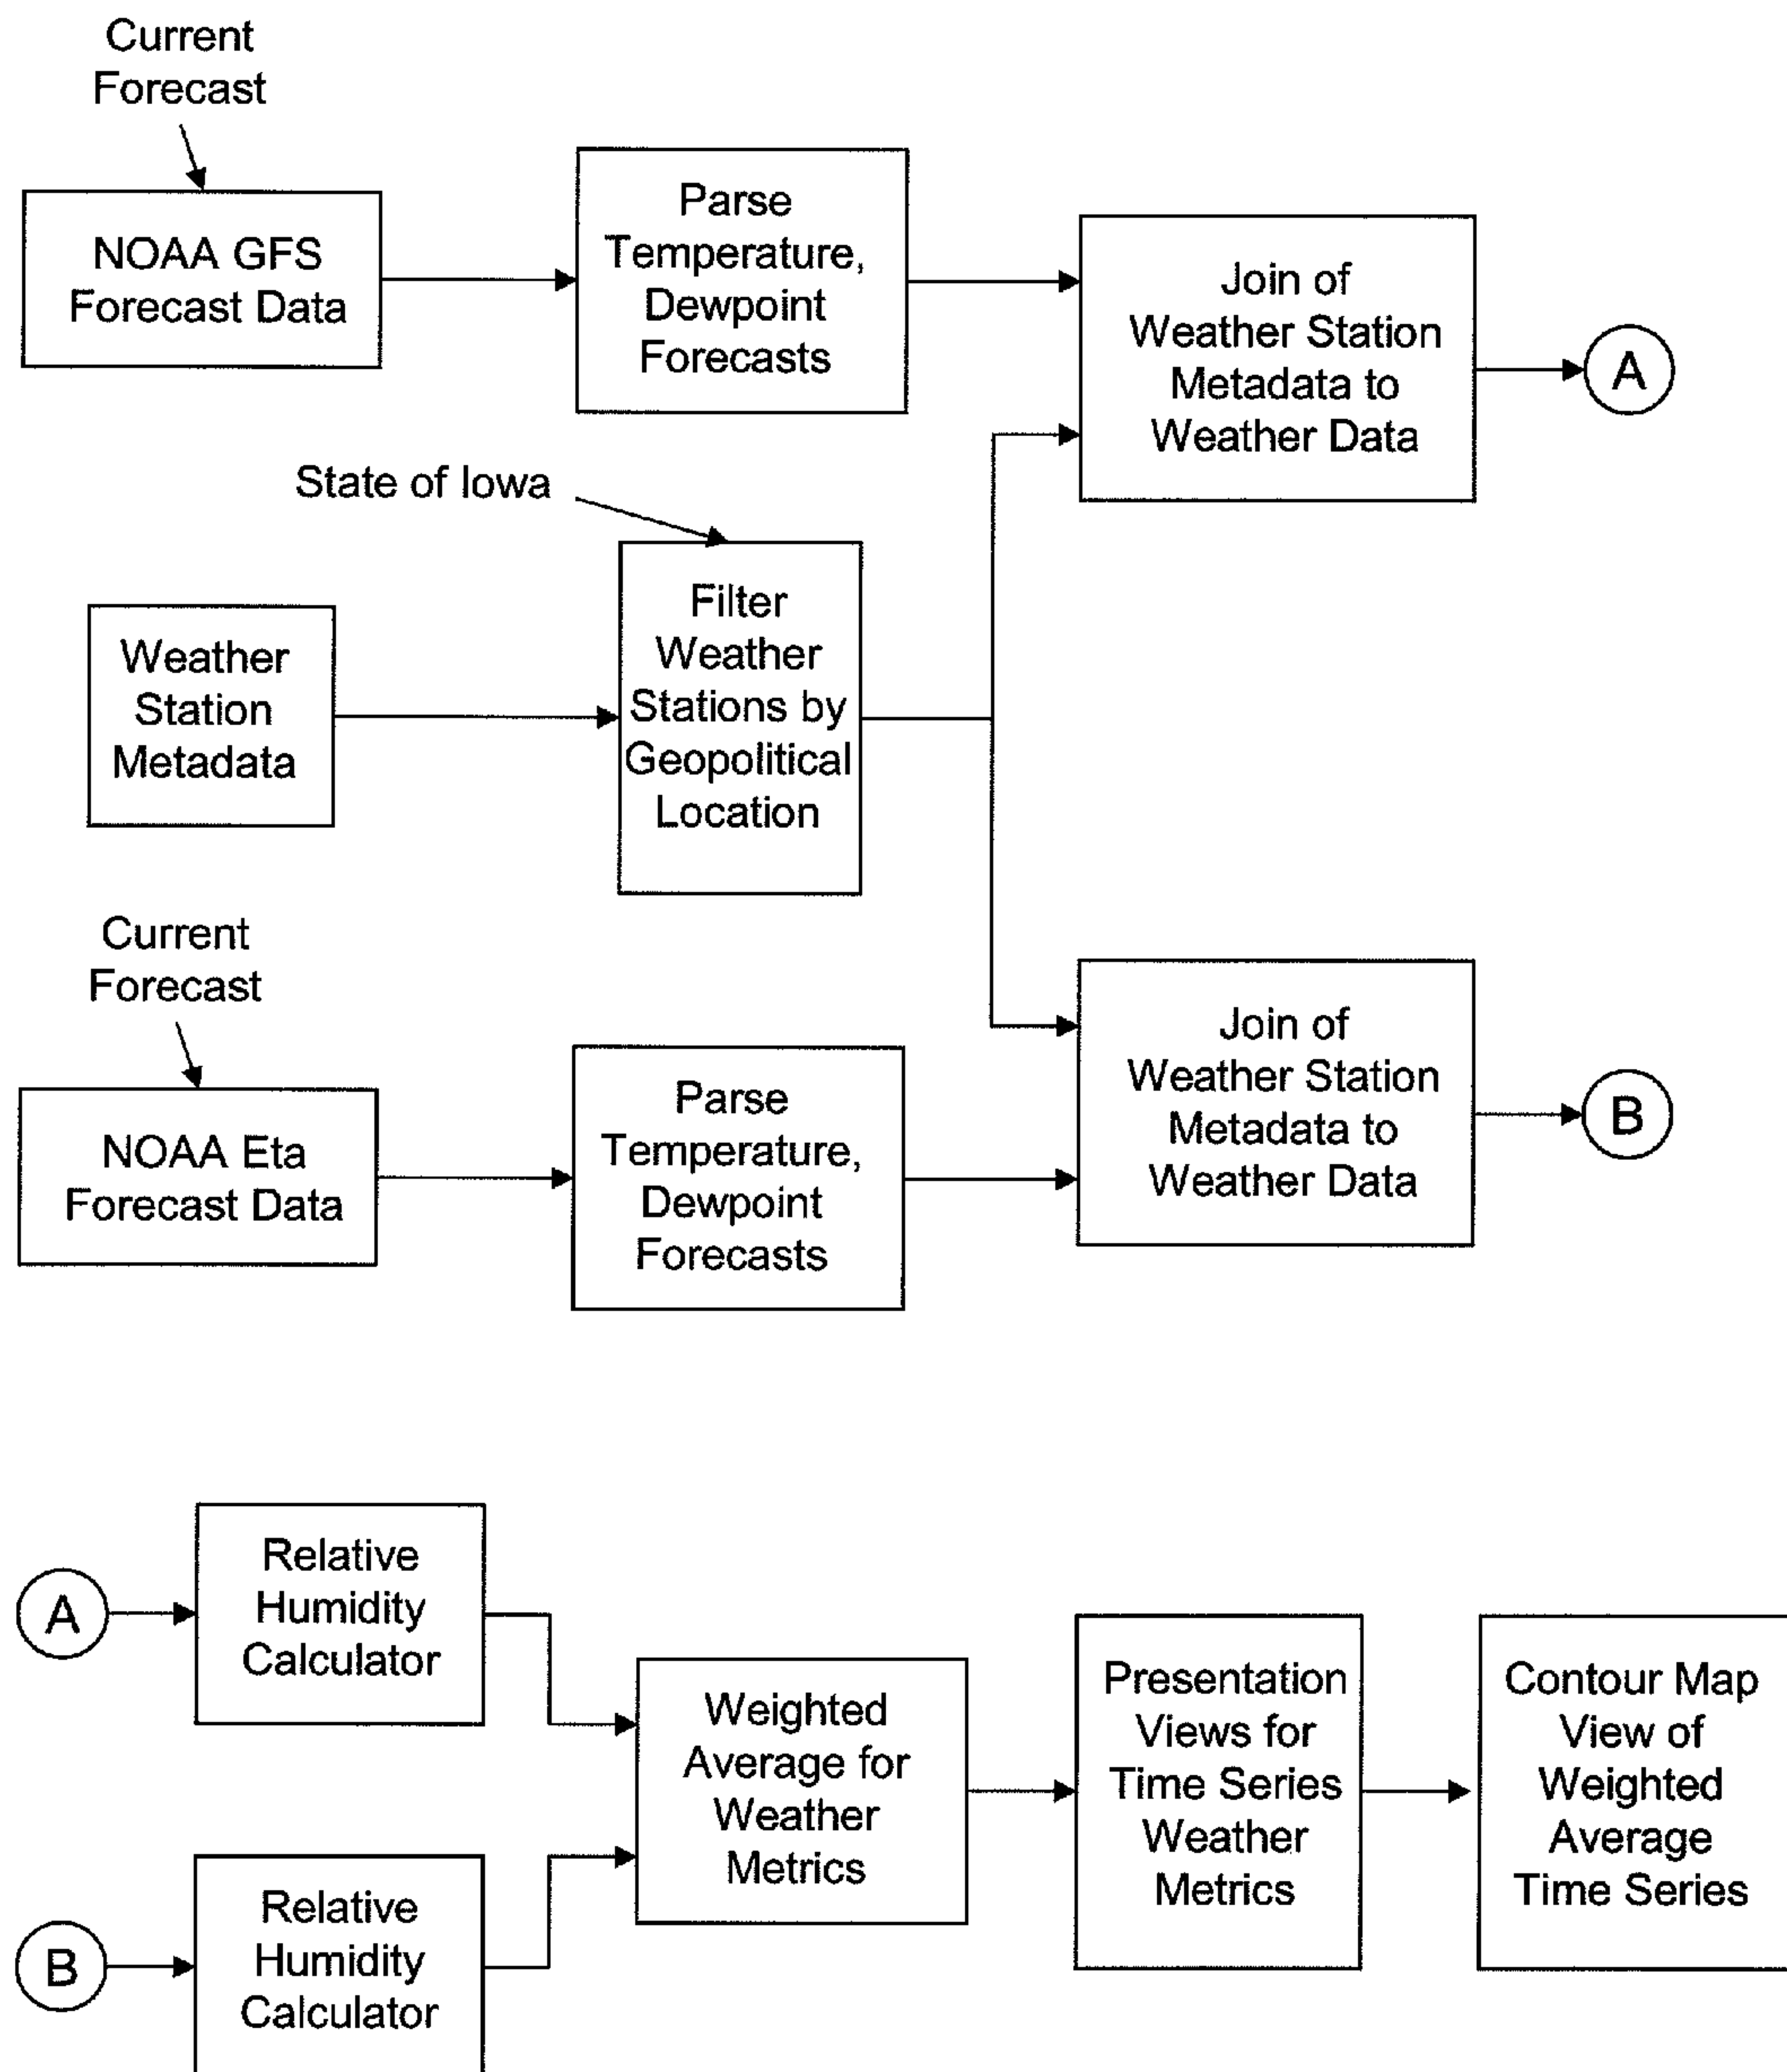 Current
Forecast
NOAA GFS
Forecast Data
Parse
Temperature,
Dewpoint
Forecasts
Join of
Weather Station
Metadata to
Weather Data
A
State of Iowa
Weather
Station
Metadata
Filter
Weather
Stations by
Geopolitical
Location
Current
Forecast
NOAA Eta
Forecast Data
Parse
Temperature,
Dewpoint
Forecasts
Join of
Weather Station
Metadata to
Weather Data
B
A
Relative
Humidity
Calculator
B
Relative
Humidity
Calculator
Weighted
Average for
Weather
Metrics
Presentation
Views for
Time Series
Weather
Metrics
Contour Map
View of
Weighted
Average
Time Series